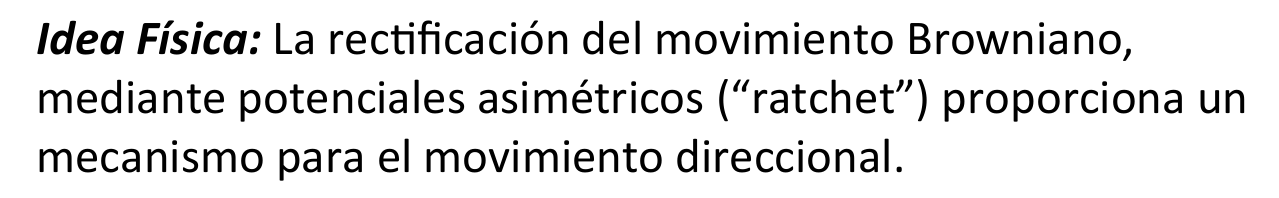 Idea Física: La rectificación del movimiento Browniano,
mediante potenciales asimétricos (“ratchet”) proporciona un
mecanismo para el movimiento direccional.